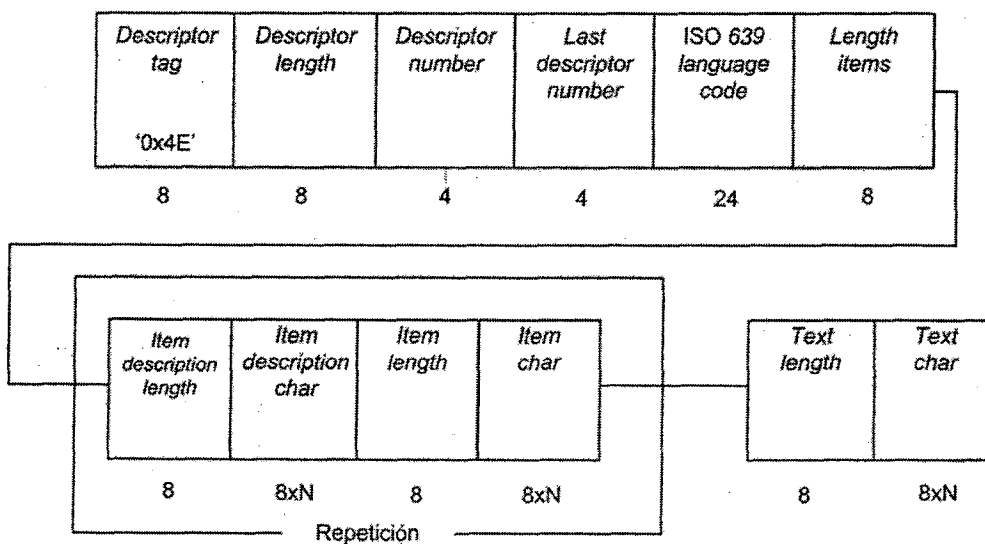 Descriptor
tag
'0x4E'
Descriptor
length
Descriptor
number
Last
descriptor
number
ISO 639
language
code
Length
items
8
8
4
4
24
8
Item
description
length
Item
description
char
Item
length
Item
char
Text
length
Text
char
8
8xN
8
8xN
8
8xN
Repetición